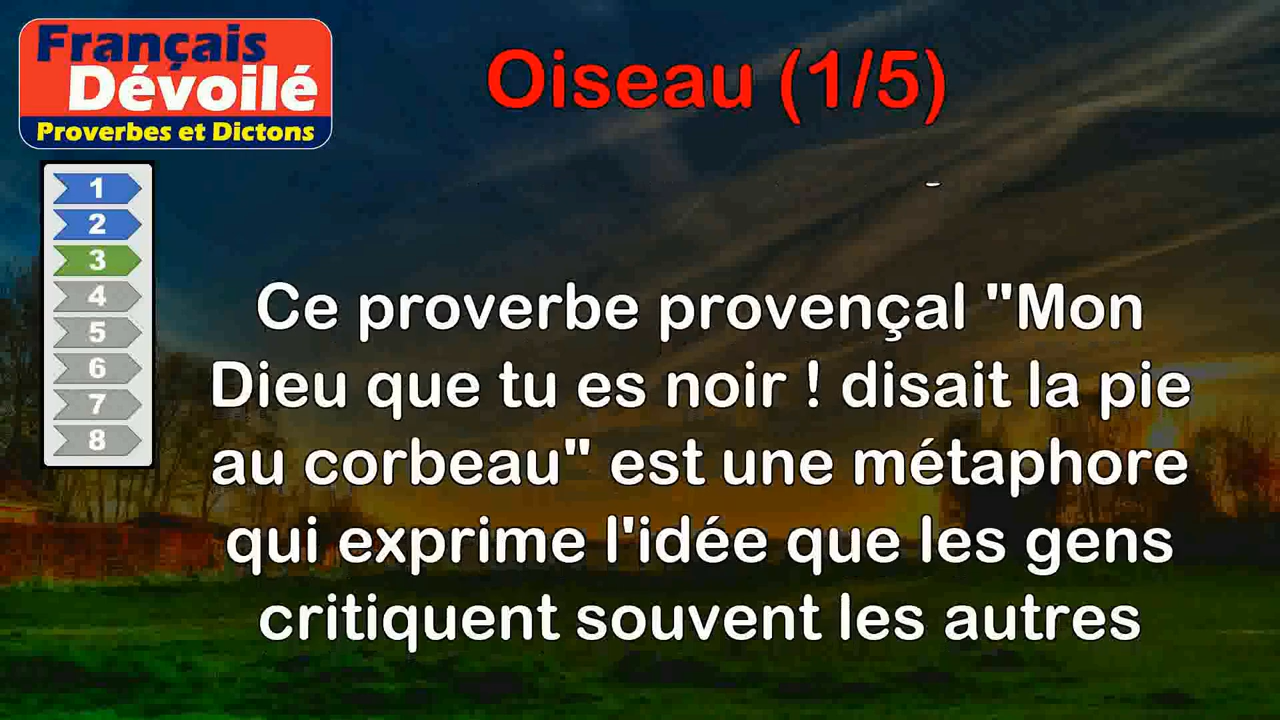 Français
Dévoilé
Proverbes et Dictons
Oiseau (1/5)
1
2
3
4
5
6
7
8
Ce proverbe provençal "Mon
Dieu que tu es noir ! disait la pie
au corbeau" est une métaphore
qui exprime l'idée que les gens
critiquent souvent les autres